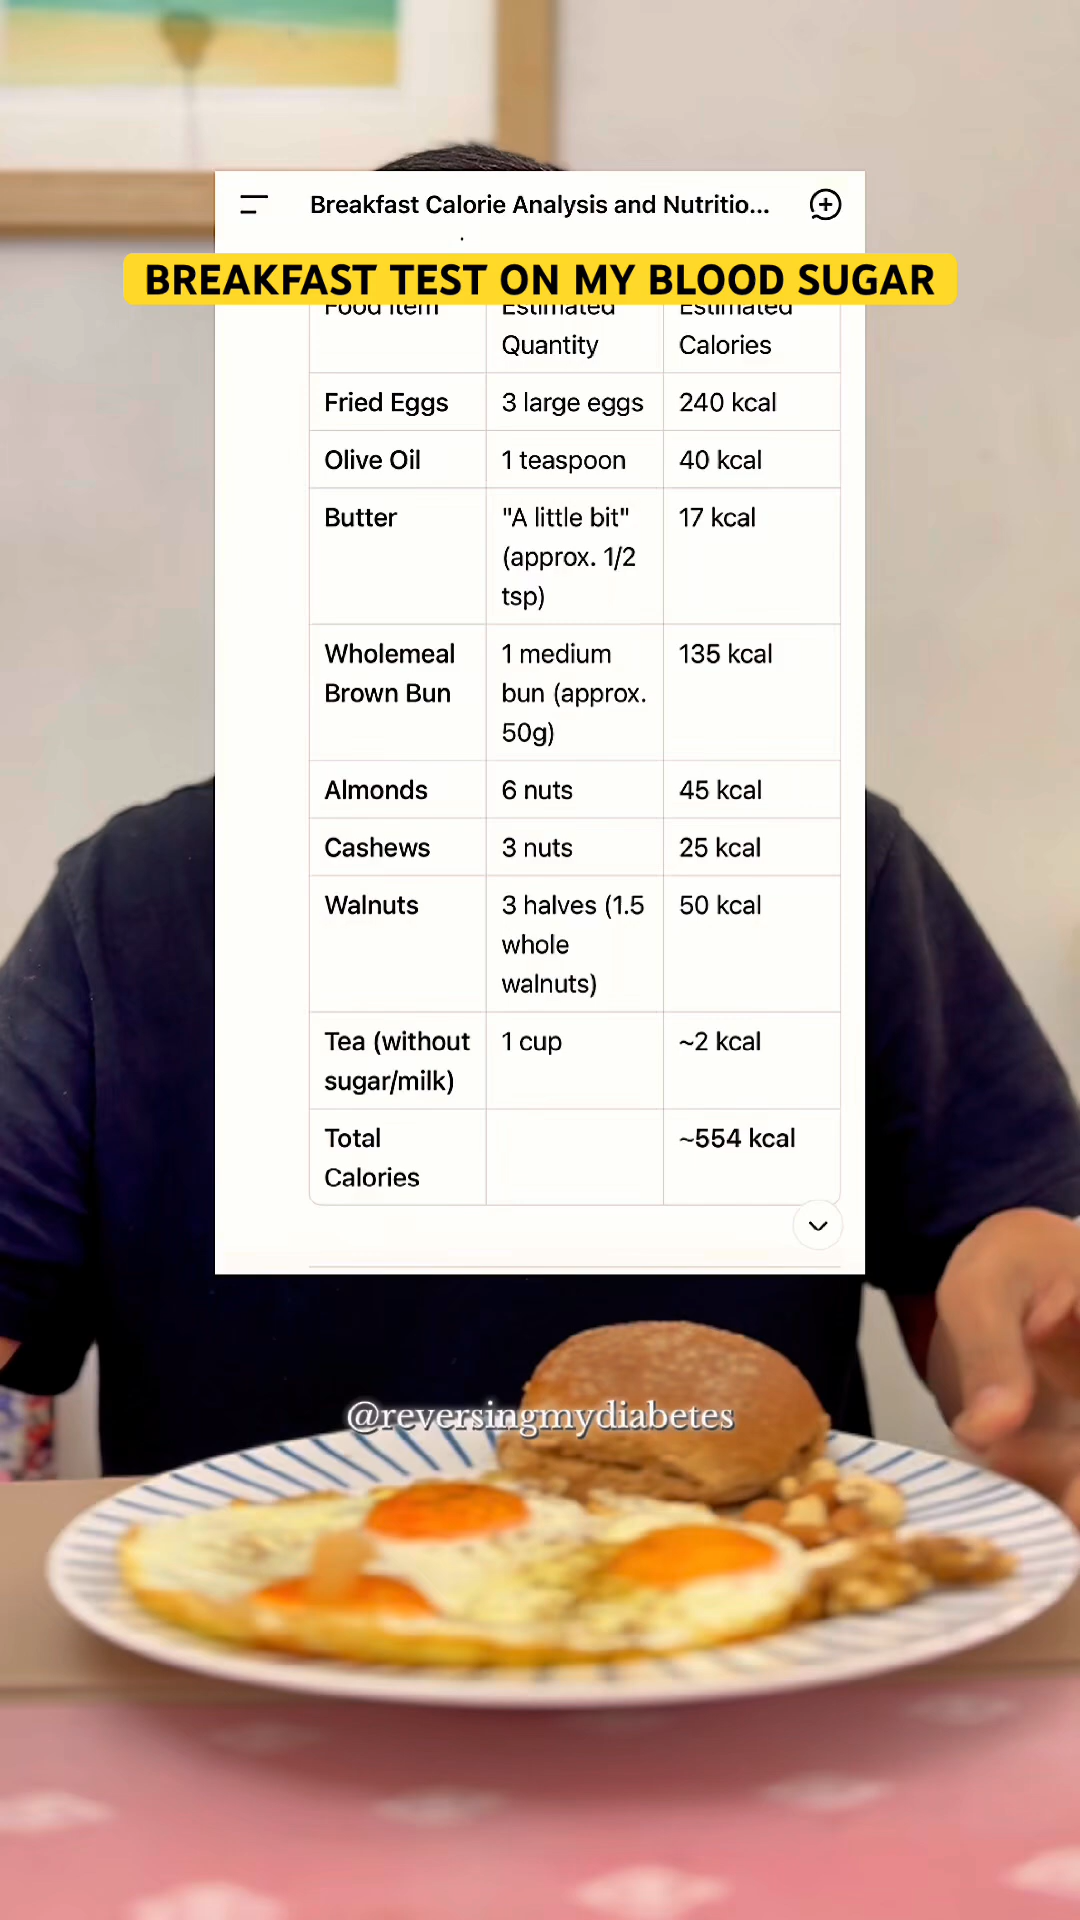 Breakfast Calorie Analysis and Nutritio...
BREAKFAST TEST ON MY BLOOD SUGAR
Food Item
Estimated
Quantity
Estimated
Calories
Fried Eggs
3 large eggs
240 kcal
Olive Oil
1 teaspoon
40 kcal
Butter
"A little bit"
(approx. 1/2
tsp)
17 kcal
Wholemeal
Brown Bun
1 medium
bun (approx.
50g)
135 kcal
Almonds
6 nuts
45 kcal
Cashews
3 nuts
25 kcal
Walnuts
3 halves (1.5
whole
walnuts)
50 kcal
Tea (without
sugar/milk)
1 cup
~2 kcal
Total
Calories
~554 kcal
@reversingmydiabetes